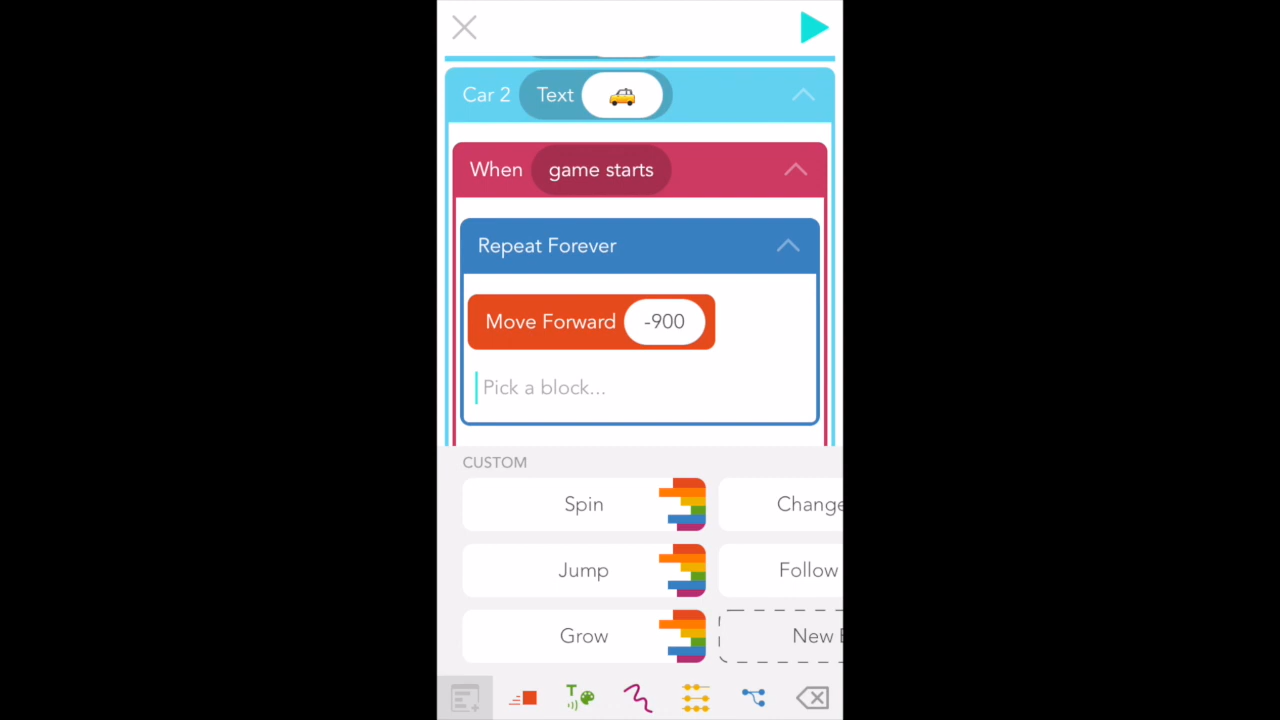 Car 2 Text
When game starts
Repeat Forever
Move Forward -900
Pick a block...
CUSTOM
Spin Change
Jump Follow
Grow New
T